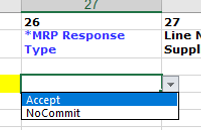 27
26
27
*MRP Response
Type
Line N
Suppl
Accept
NoCommit